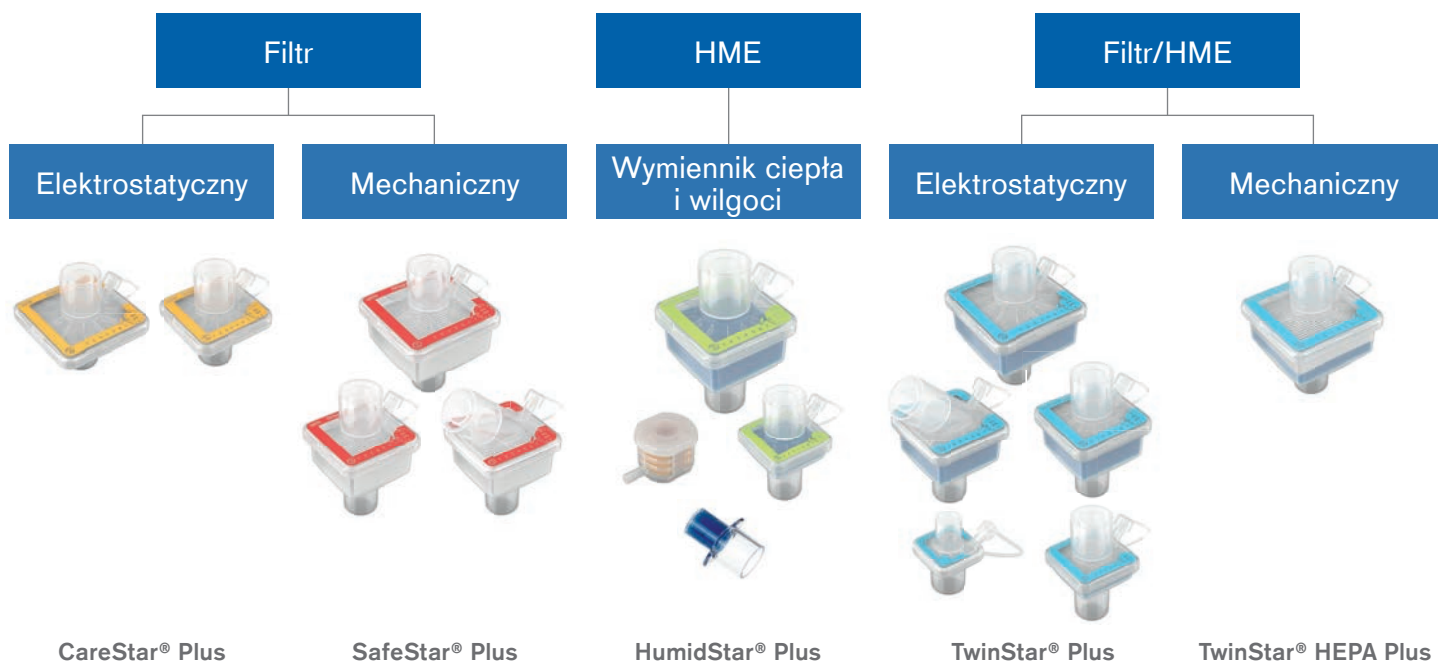 Filtr
HME
Filtr/HME
Elektrostatyczny
Mechaniczny
Wymiennik ciepła
i wilgoci
Elektrostatyczny
Mechaniczny
CareStar® Plus
SafeStar® Plus
HumidStar® Plus
TwinStar® Plus
TwinStar® HEPA Plus